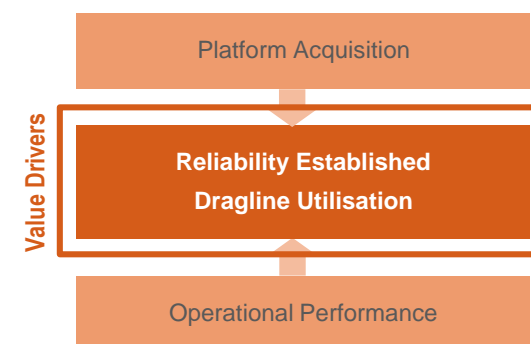 Platform Acquisition
Value Drivers
Reliability Established
Dragline Utilisation
Operational Performance